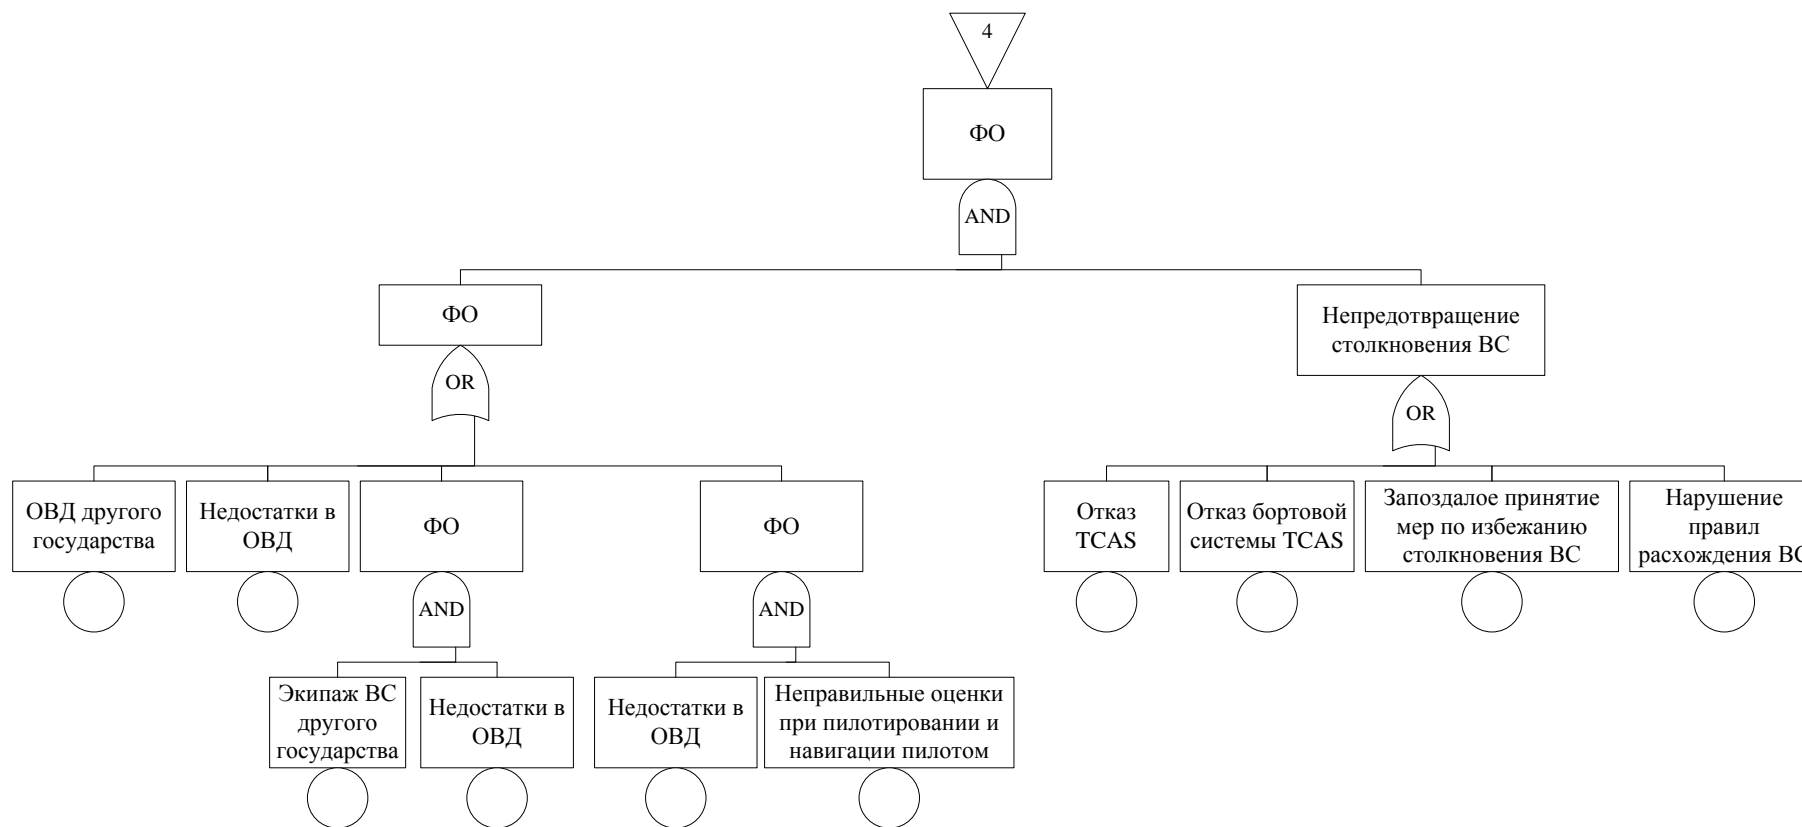 4
ФО
AND
ФО
Непредотвращение
столкновения ВС
OR
OR
ОВД другого
государства
Недостатки в
ОВД
ФО
ФО
Отказ
TCAS
Отказ бортовой
системы TCAS
Запоздалое принятие
мер по избежанию
столкновения ВС
Нарушение
правил
расхождения ВС
AND
AND
Экипаж ВС
другого
государства
Недостатки в
ОВД
Недостатки в
ОВД
Неправильные оценки
при пилотировании и
навигации пилотом